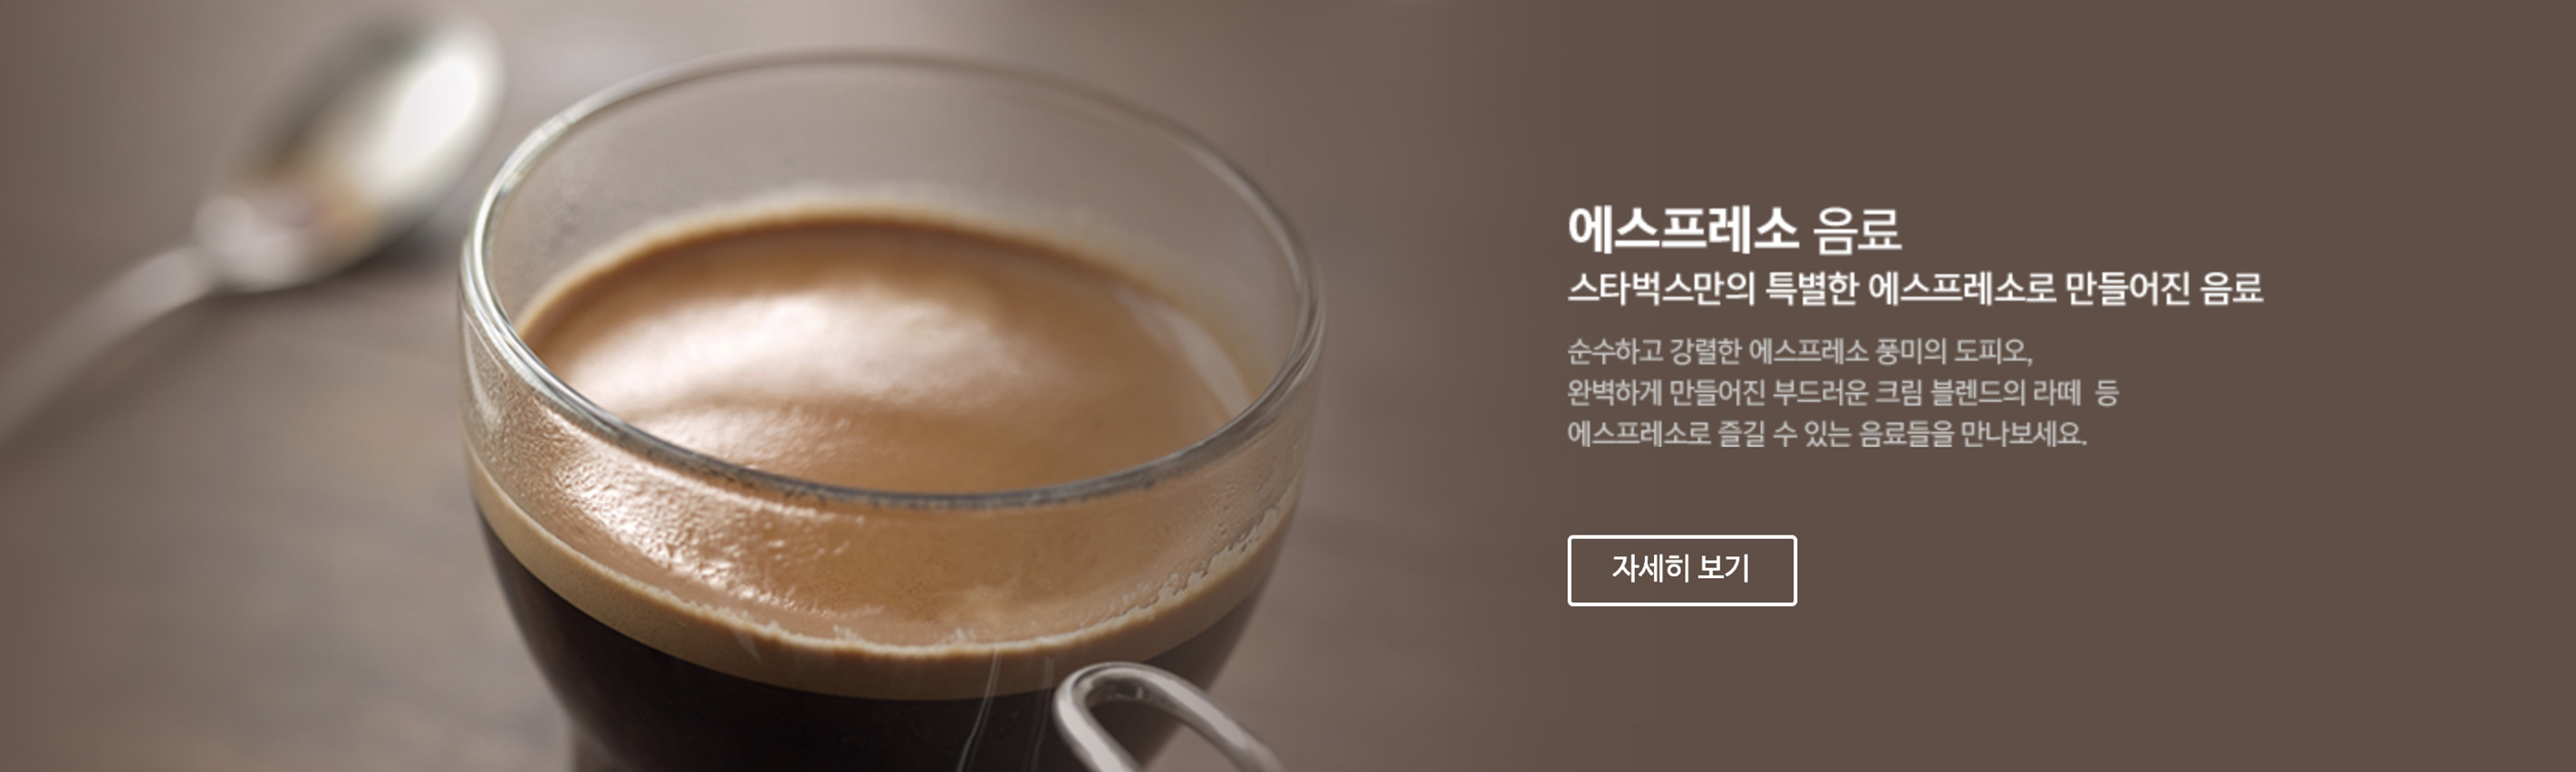 에스프레소 음료
스타벅스만의 특별한 에스프레소로 만들어진 음료
순수하고 강렬한 에스프레소 풍미의 도피오,
완벽하게 만들어진 부드러운 크림 블렌드의 라떼 등
에스프레소로 즐길 수 있는 음료들을 만나보세요.
자세히 보기